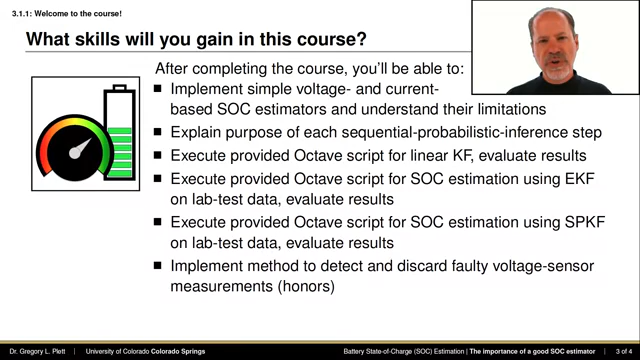 3.1.1: Welcome to the course!
What skills will you gain in this course?
After completing the course, you'll be able to:
■ Implement simple voltage- and current-
based SOC estimators and understand their limitations
■ Explain purpose of each sequential-probabilistic-inference step
■ Execute provided Octave script for linear KF, evaluate results
■ Execute provided Octave script for SOC estimation using EKF
on lab-test data, evaluate results
■ Execute provided Octave script for SOC estimation using SPKF
on lab-test data, evaluate results
■ Implement method to detect and discard faulty voltage-sensor
measurements (honors)
Dr. Gregory L. Plett | University of Colorado Colorado Springs Battery State-of-Charge (SOC) Estimation | The importance of a good SOC estimator | 3 of 4